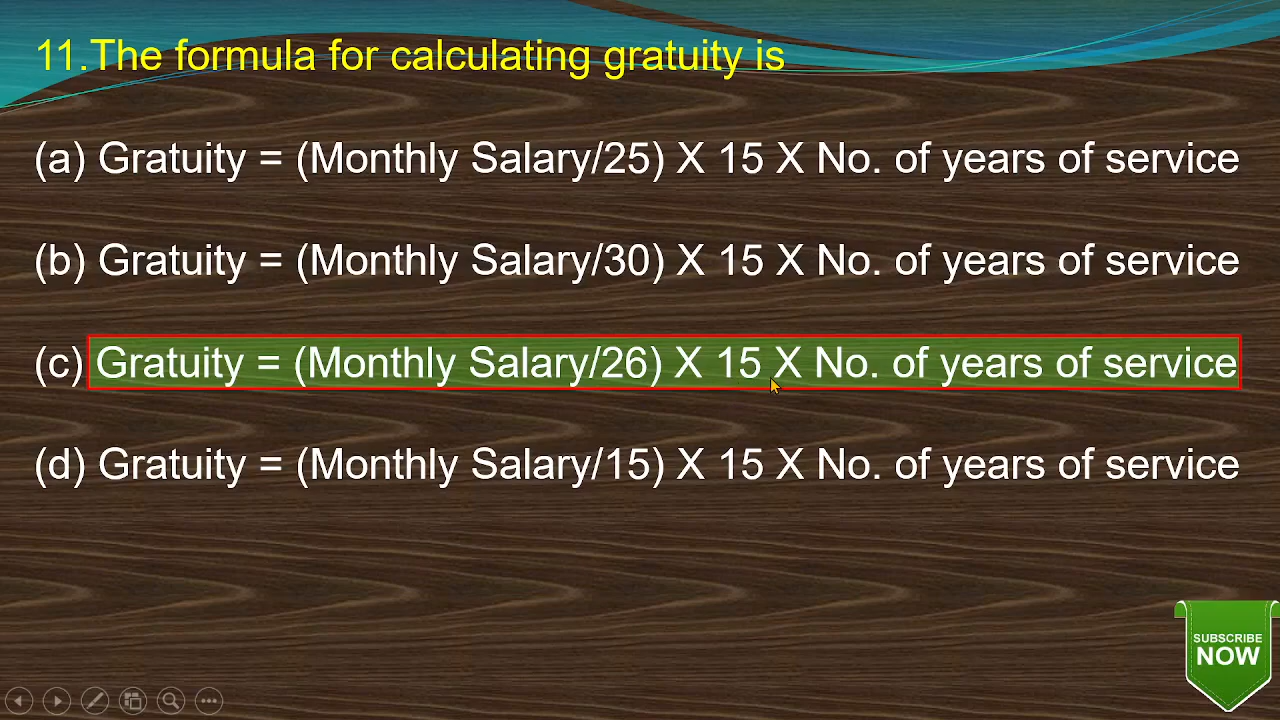 11.The formula for calculating gratuity is
(a) Gratuity = (Monthly Salary/25) X 15 X No. of years of service
(b) Gratuity = (Monthly Salary/30) X 15 X No. of years of service
(c) Gratuity = (Monthly Salary/26) X 15 X No. of years of service
(d) Gratuity = (Monthly Salary/15) X 15 X No. of years of service
SUBSCRIBE
NOW